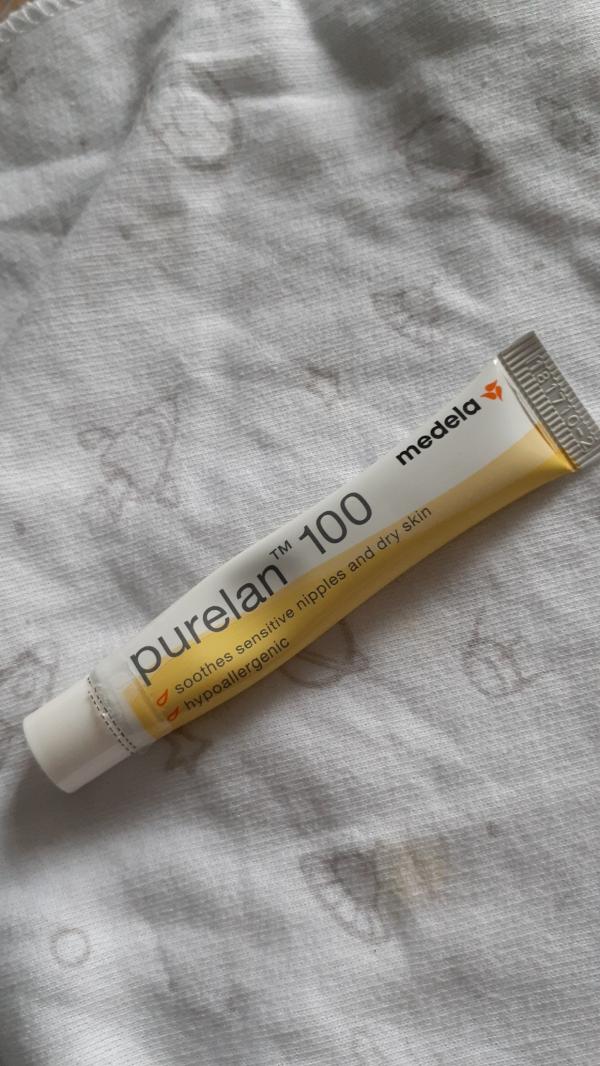 medela
purelan™ 100
soothes sensitive nipples and dry skin
hypoallergenic